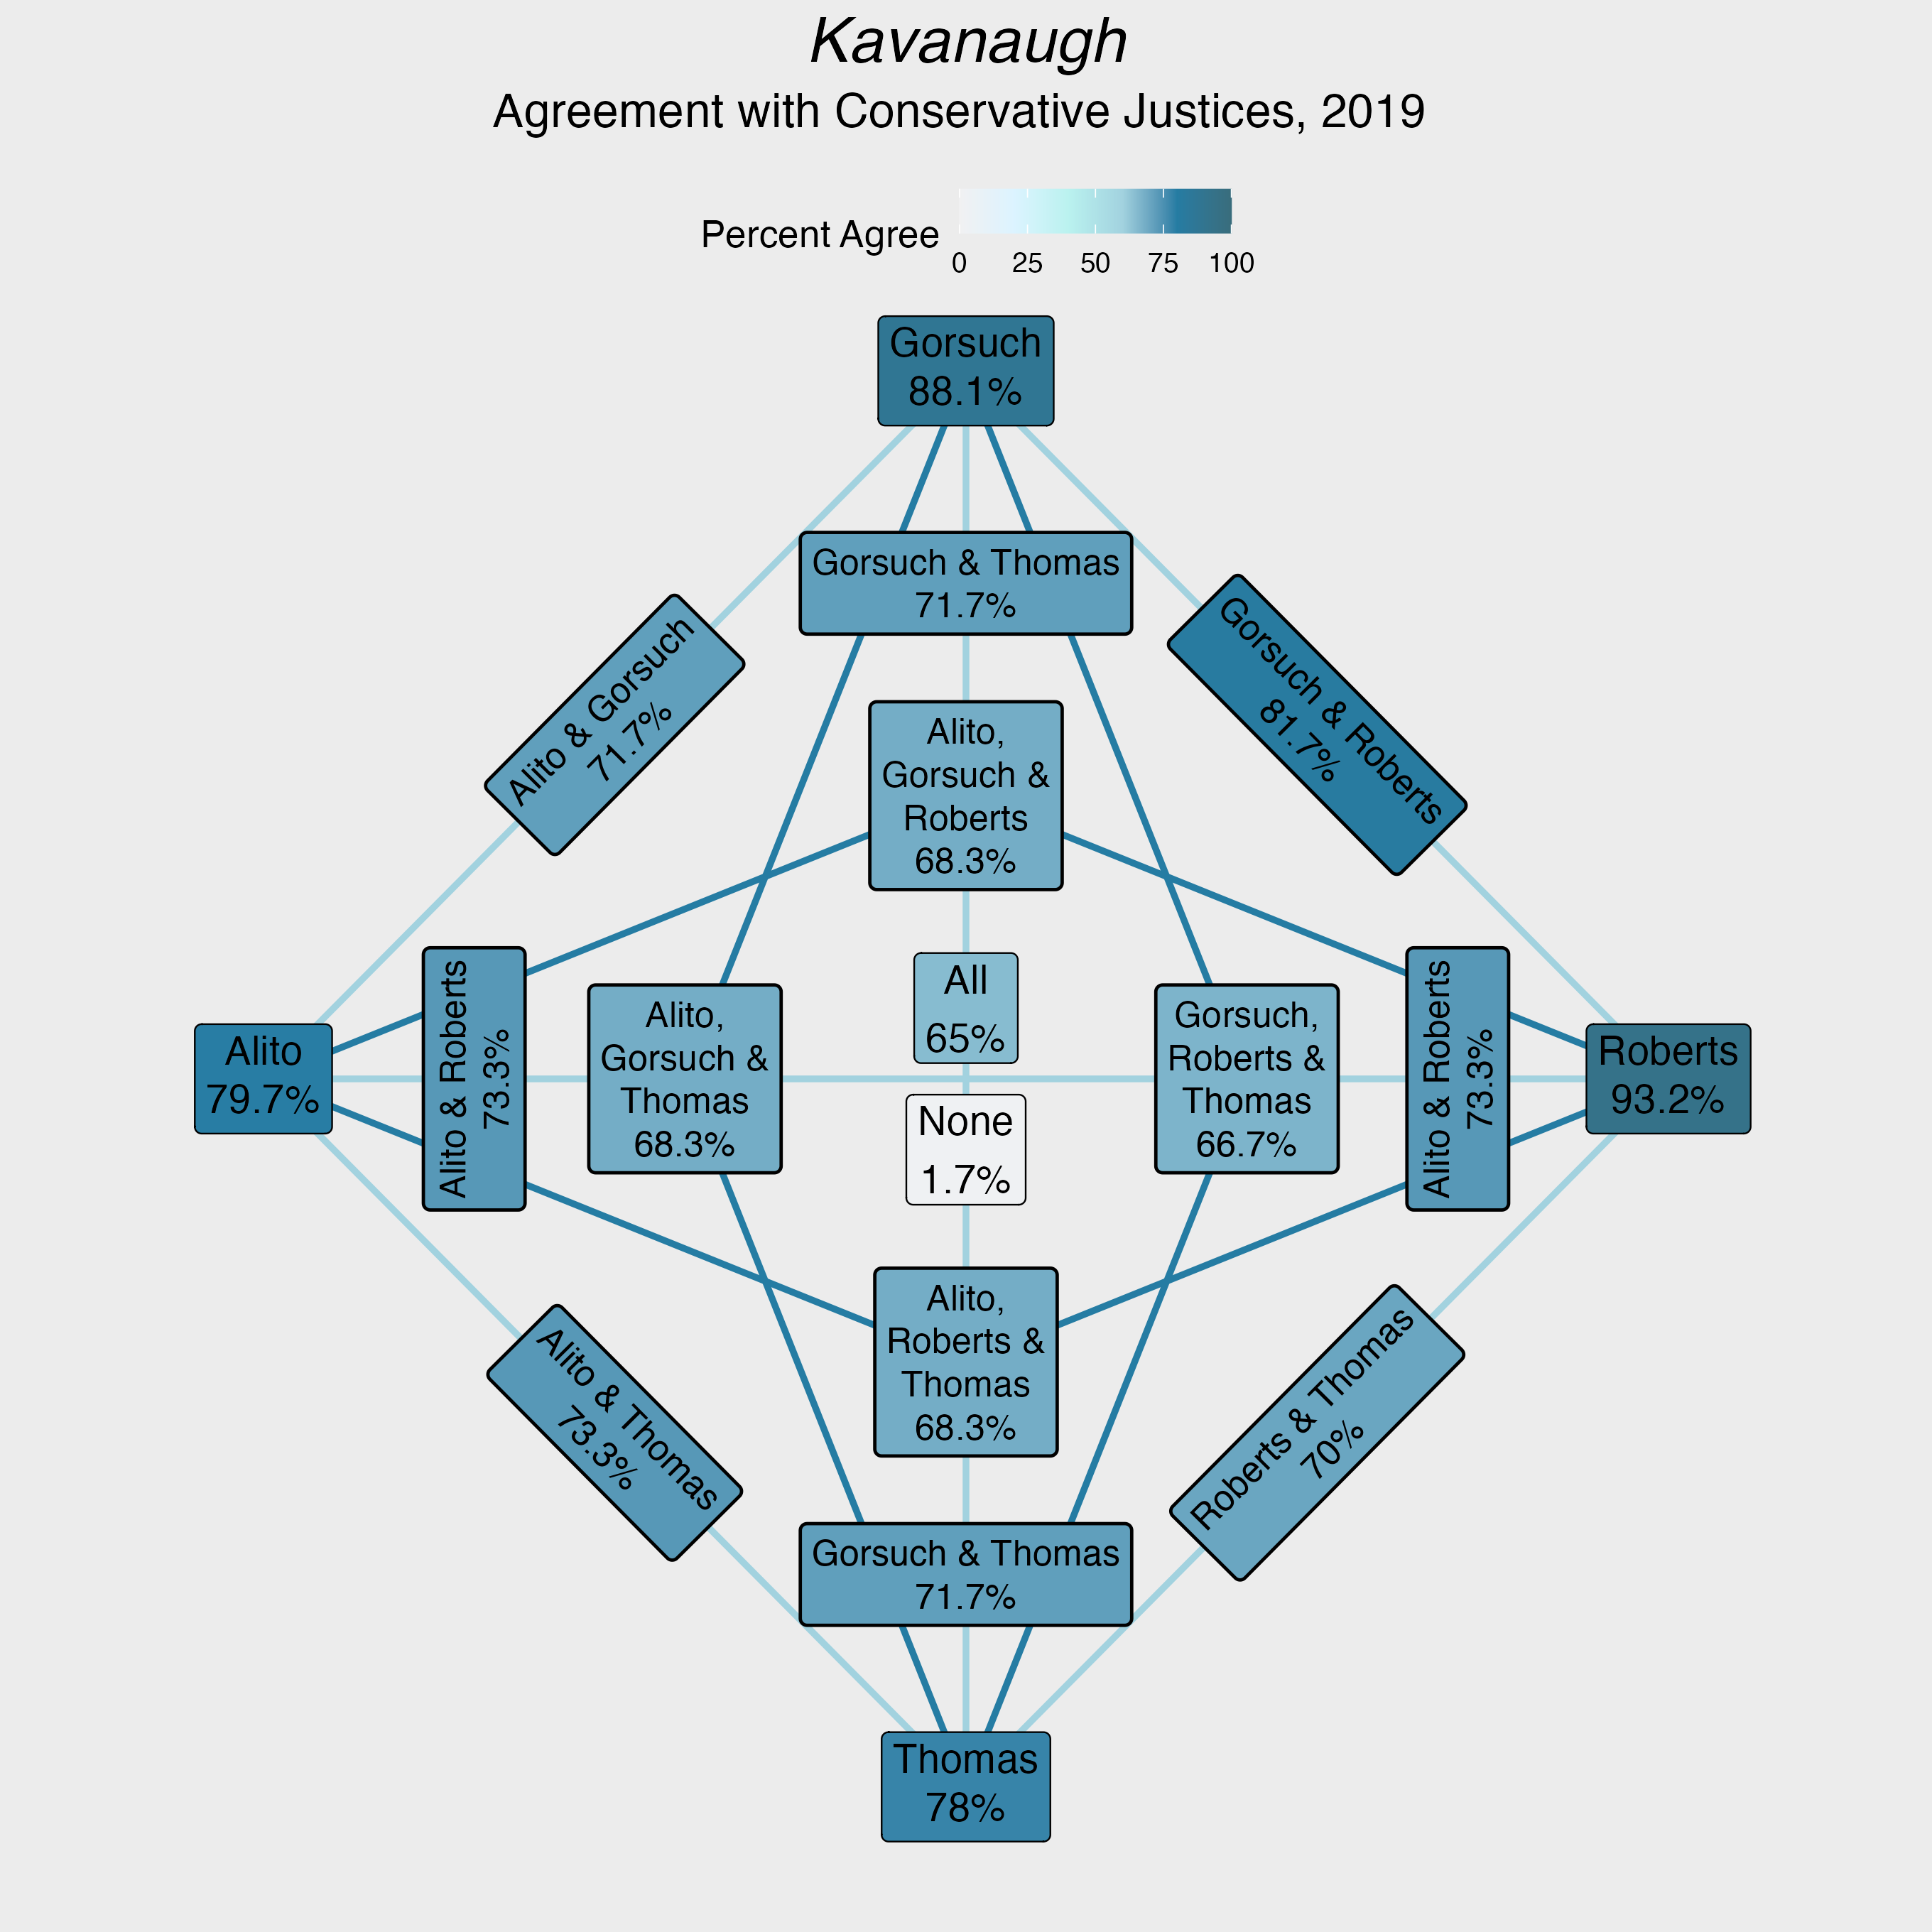 Kavanaugh
Agreement with Conservative Justices, 2019
Percent Agree
0 25 50 75 100
Gorsuch
88.1%
Gorsuch & Thomas
71.7%
Alito & Gorsuch
71.7%
Gorsuch & Roberts
81.7%
Alito,
Gorsuch &
Roberts
68.3%
Alito
79.7%
Alito & Roberts
73.3%
Alito,
Gorsuch &
Thomas
68.3%
All
65%
None
1.7%
Gorsuch,
Roberts &
Thomas
66.7%
Alito & Roberts
73.3%
Roberts
93.2%
Alito,
Roberts &
Thomas
68.3%
Alito & Thomas
73.3%
Roberts & Thomas
70%
Gorsuch & Thomas
71.7%
Thomas
78%